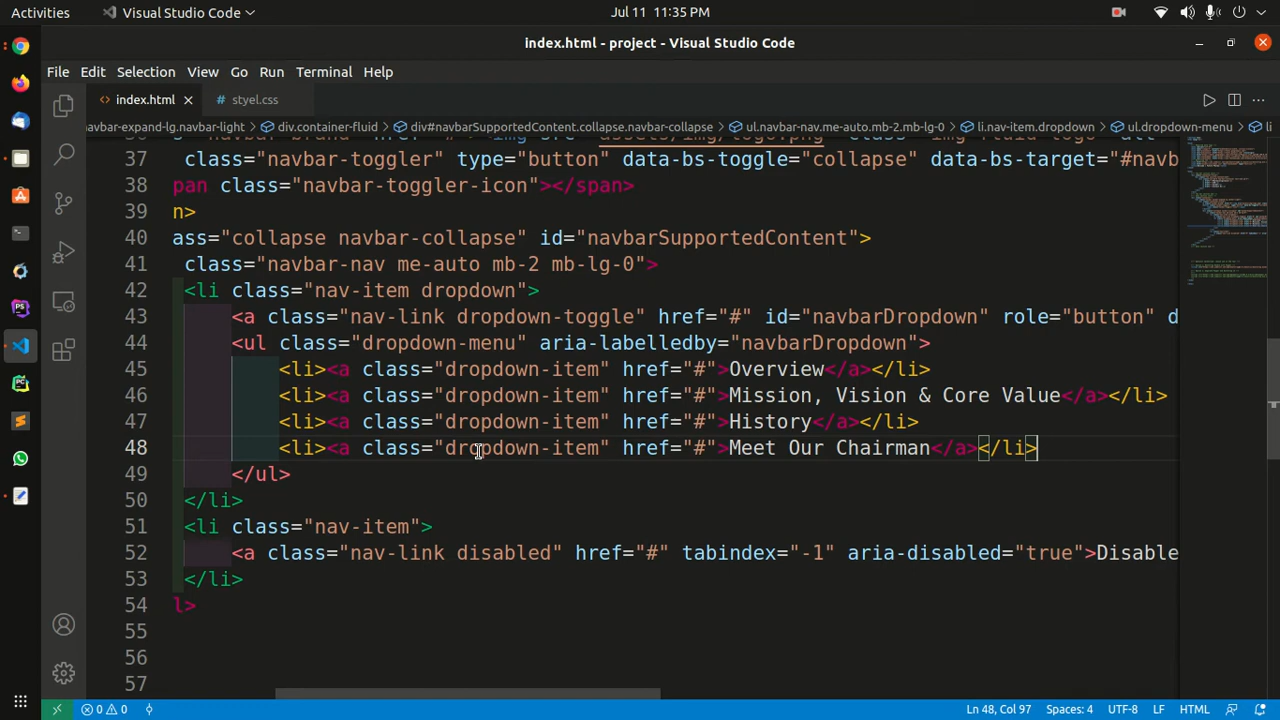 Activities Visual Studio Code Jul 11 11:35 PM
index.html - project - Visual Studio Code
File Edit Selection View Go Run Terminal Help
index.html styel.css
navbar-expand-lg.navbar-light div.container-fluid div#navbarSupportedContent.collapse.navbar-collapse ul.navbar-nav.me-auto.mb-2.mb-lg-0 li.nav-item.dropdown ul.dropdown-menu li
37 class="navbar-toggler" type="button" data-bs-toggle="collapse" data-bs-target="#navb
38 pan class="navbar-toggler-icon"></span>
39 n>
40 ass="collapse navbar-collapse" id="navbarSupportedContent">
41 class="navbar-nav me-auto mb-2 mb-lg-0">
42 <li class="nav-item dropdown">
43 <a class="nav-link dropdown-toggle" href="#" id="navbarDropdown" role="button" d
44 <ul class="dropdown-menu" aria-labelledby="navbarDropdown">
45 <li><a class="dropdown-item" href="#">Overview</a></li>
46 <li><a class="dropdown-item" href="#">Mission, Vision & Core Value</a></li>
47 <li><a class="dropdown-item" href="#">History</a></li>
48 <li><a class="dropdown-item" href="#">Meet Our Chairman</a></li>
49 </ul>
50 </li>
51 <li class="nav-item">
52 <a class="nav-link disabled" href="#" tabindex="-1" aria-disabled="true">Disable
53 </li>
54 l>
55
56
57
0 0 Ln 48, Col 97 Spaces: 4 UTF-8 LF HTML